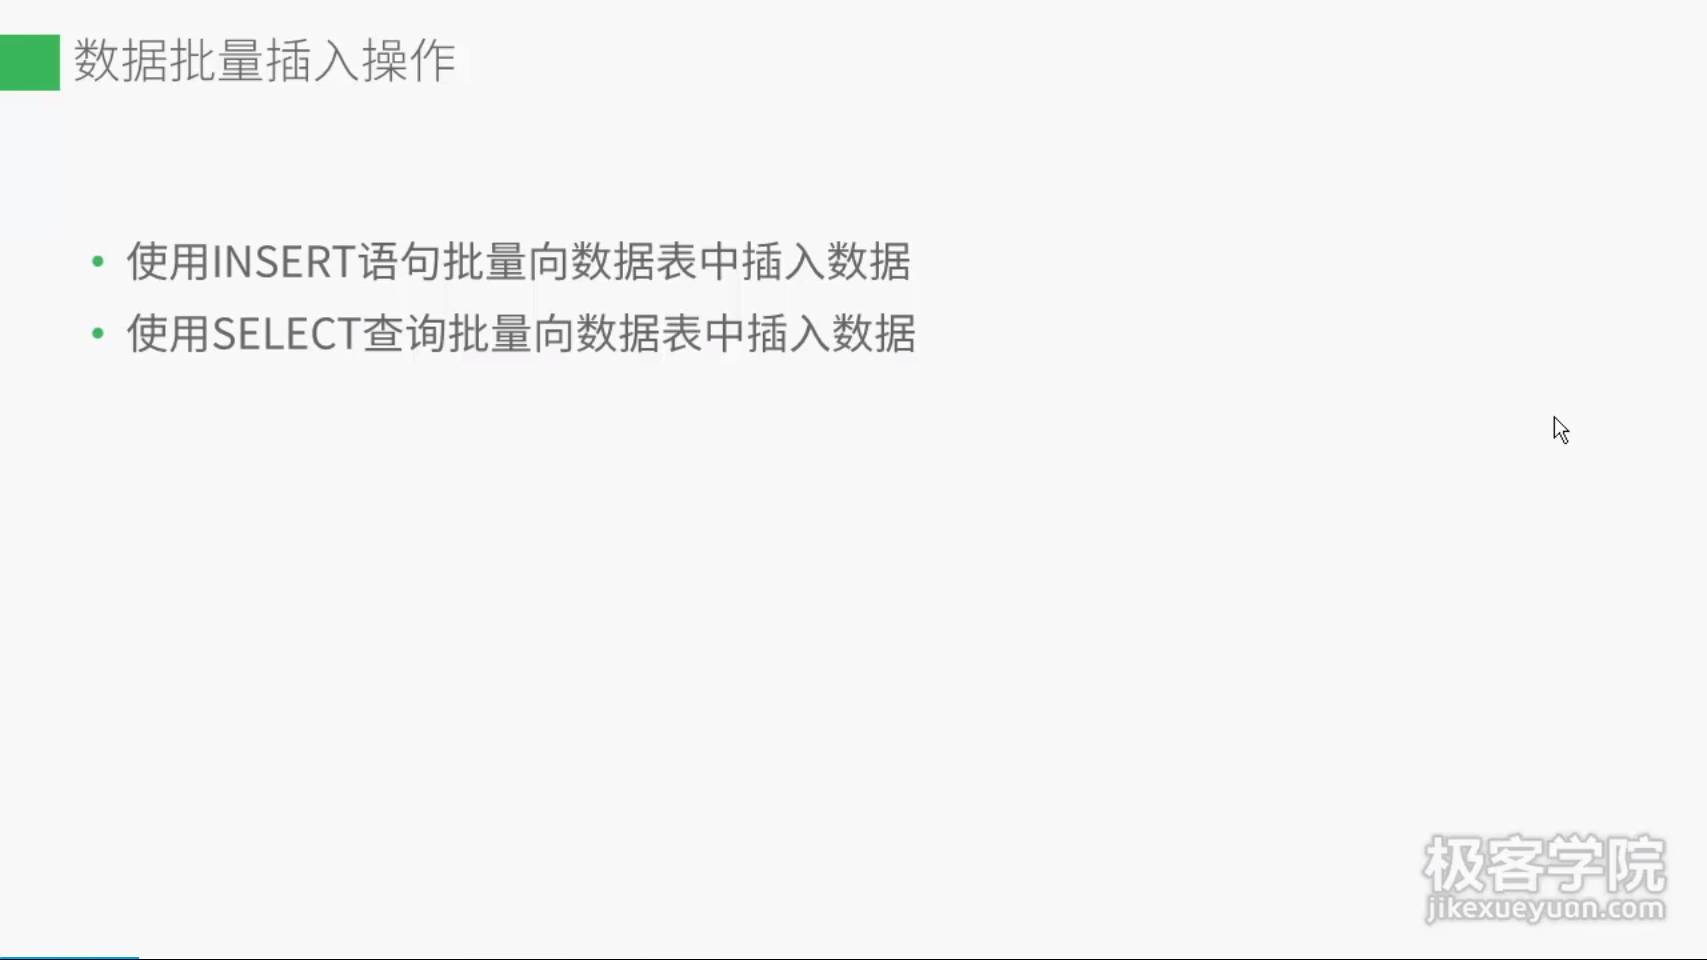 数据批量插入操作
使用INSERT语句批量向数据表中插入数据
使用SELECT查询批量向数据表中插入数据
极客学院
jikexueyuan.com